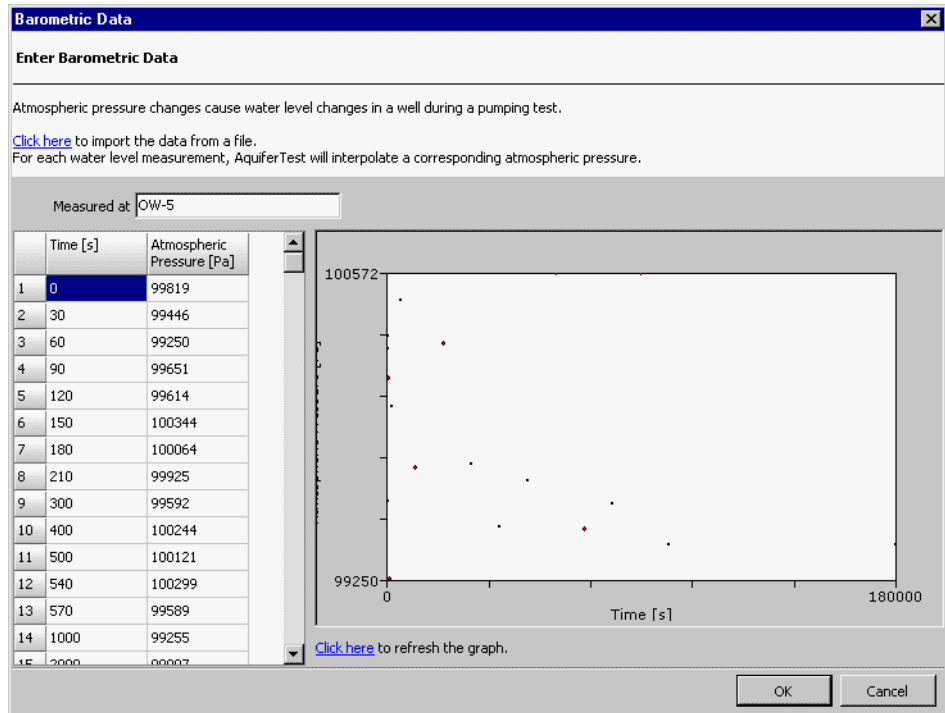 Barometric Data
Enter Barometric Data
Atmospheric pressure changes cause water level changes in a well during a pumping test.
Click here to import the data from a file.
For each water level measurement, AquiferTest will interpolate a corresponding atmospheric pressure.
Measured at OW-5
Time [s] Atmospheric Pressure [Pa]
1 0 99819
2 30 99446
3 60 99250
4 90 99651
5 120 99614
6 150 100344
7 180 100064
8 210 99925
9 300 99592
10 400 100244
11 500 100121
12 540 100299
13 570 99589
14 1000 99255
15 2000
100572
99250
0
180000
Time [s]
Click here to refresh the graph.
OK Cancel